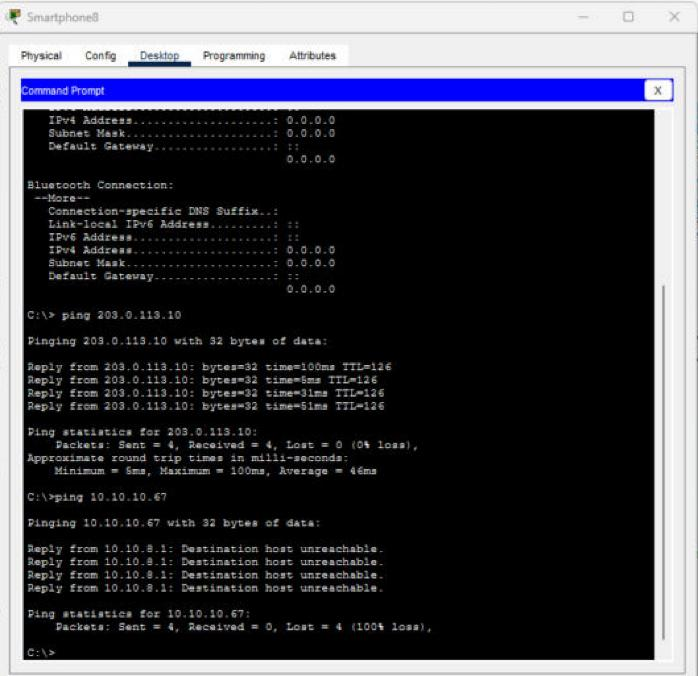 Smartphone8
Physical Config Desktop Programming Attributes
Command Prompt
X
IPv4 Address......................: 0.0.0.0
Subnet Mask.....................: 0.0.0.0
Default Gateway.................: ::
0.0.0.0
Bluetooth Connection:
--More--
Connection-specific DNS Suffix..:
Link-local IPv6 Address.........: ::
IPv6 Address....................: ::
IPv4 Address....................: 0.0.0.0
Subnet Mask.....................: 0.0.0.0
Default Gateway.................: ::
0.0.0.0
C:\> ping 203.0.113.10
Pinging 203.0.113.10 with 32 bytes of data:
Reply from 203.0.113.10: bytes=32 time=100ms TTL=126
Reply from 203.0.113.10: bytes=32 time=5ms TTL=126
Reply from 203.0.113.10: bytes=32 time=31ms TTL=126
Reply from 203.0.113.10: bytes=32 time=51ms TTL=126
Ping statistics for 203.0.113.10:
Packets: Sent = 4, Received = 4, Lost = 0 (0% loss),
Approximate round trip times in milli-seconds:
Minimum = 5ms, Maximum = 100ms, Average = 46ms
C:\>ping 10.10.10.67
Pinging 10.10.10.67 with 32 bytes of data:
Reply from 10.10.8.1: Destination host unreachable.
Reply from 10.10.8.1: Destination host unreachable.
Reply from 10.10.8.1: Destination host unreachable.
Reply from 10.10.8.1: Destination host unreachable.
Ping statistics for 10.10.10.67:
Packets: Sent = 4, Received = 0, Lost = 4 (100% loss),
C:\>